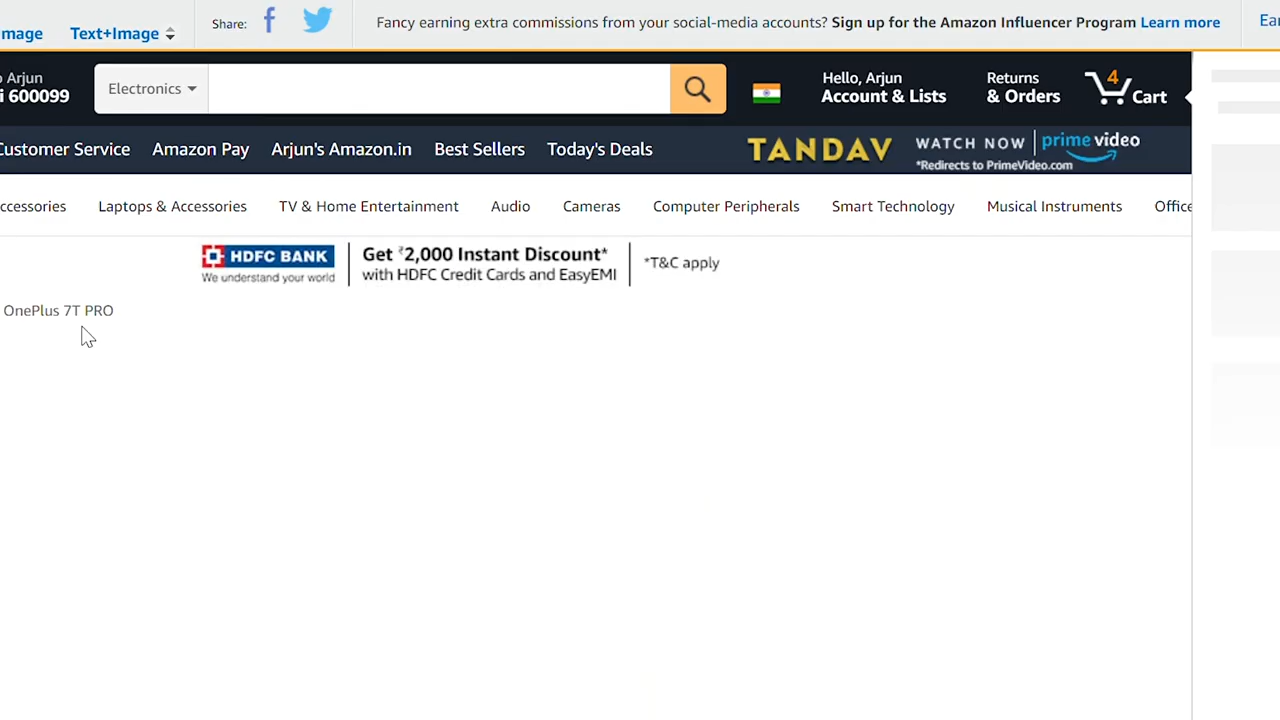 mage Text+Image Share: Fancy earning extra commissions from your social-media accounts? Sign up for the Amazon Influencer Program Learn more Ear
o Arjun
i 600099
Electronics
Hello, Arjun
Account & Lists
Returns
& Orders
4
Cart
Customer Service Amazon Pay Arjun's Amazon.in Best Sellers Today's Deals
TANDAV WATCH NOW prime video
*Redirects to PrimeVideo.com
ccessories Laptops & Accessories TV & Home Entertainment Audio Cameras Computer Peripherals Smart Technology Musical Instruments Office
HDFC BANK
We understand your world
Get ₹2,000 Instant Discount*
with HDFC Credit Cards and EasyEMI
*T&C apply
OnePlus 7T PRO